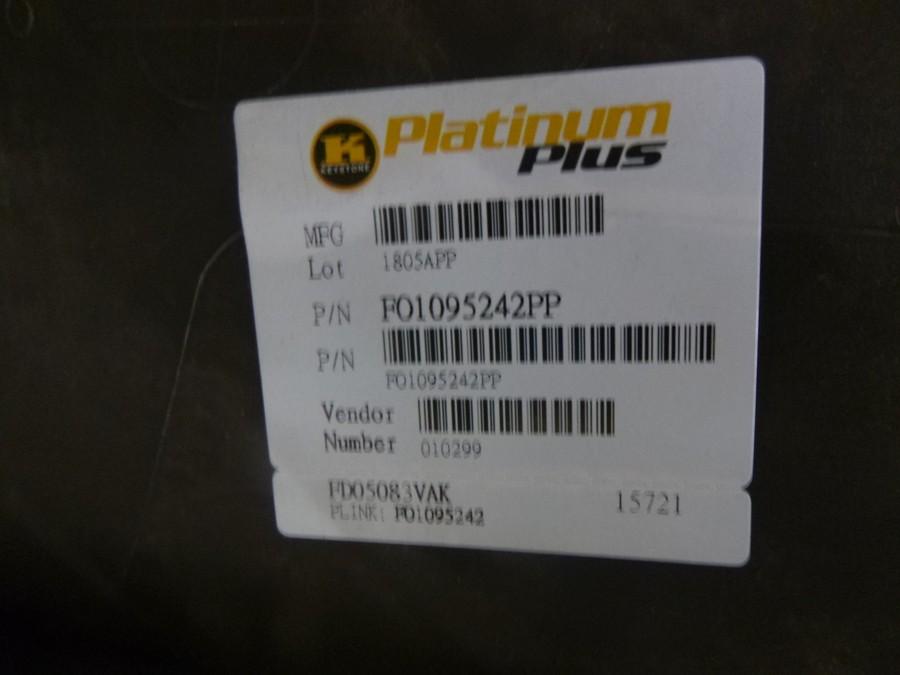 K
KEYSTONE
Platinum
Plus
MFG
Lot 1805APP
P/N FO1095242PP
P/N
FO1095242PP
Vendor
Number 010299
FD05083VAK 15721
PLINK: FO1095242